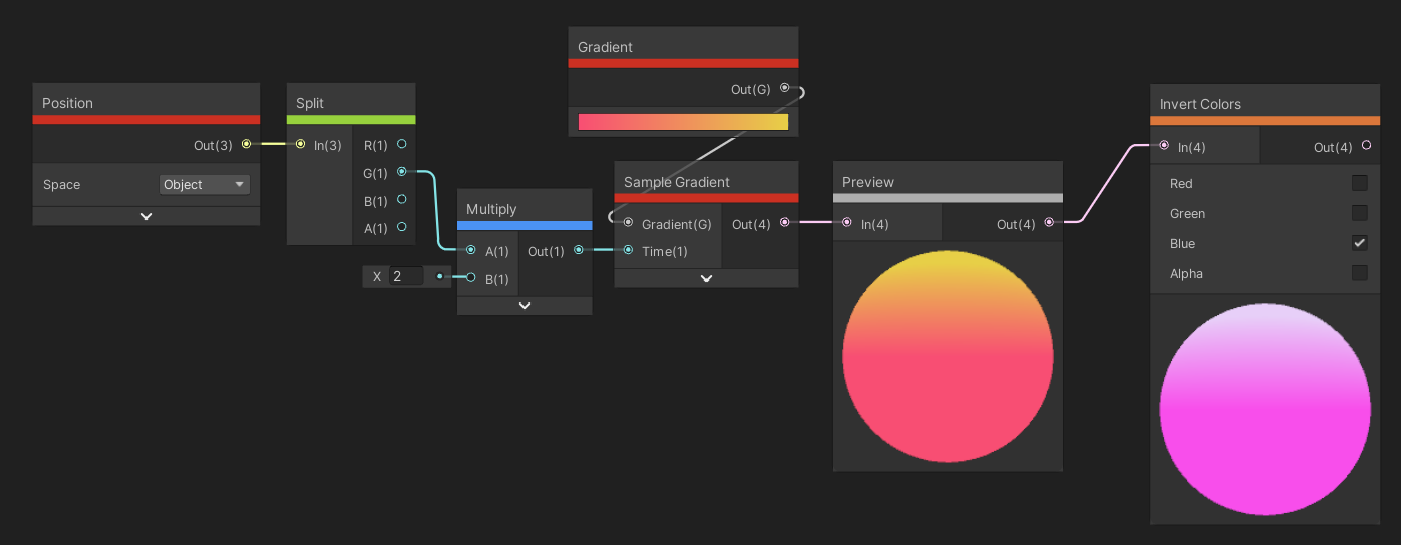 Position
Out(3)
Space
Object
Split
In(3)
R(1)
G(1)
B(1)
A(1)
X 2
Multiply
A(1)
Out(1)
B(1)
Gradient
Out(G)
Sample Gradient
Gradient(G)
Out(4)
Time(1)
Preview
In(4)
Out(4)
Invert Colors
In(4)
Out(4)
Red
Green
Blue
Alpha